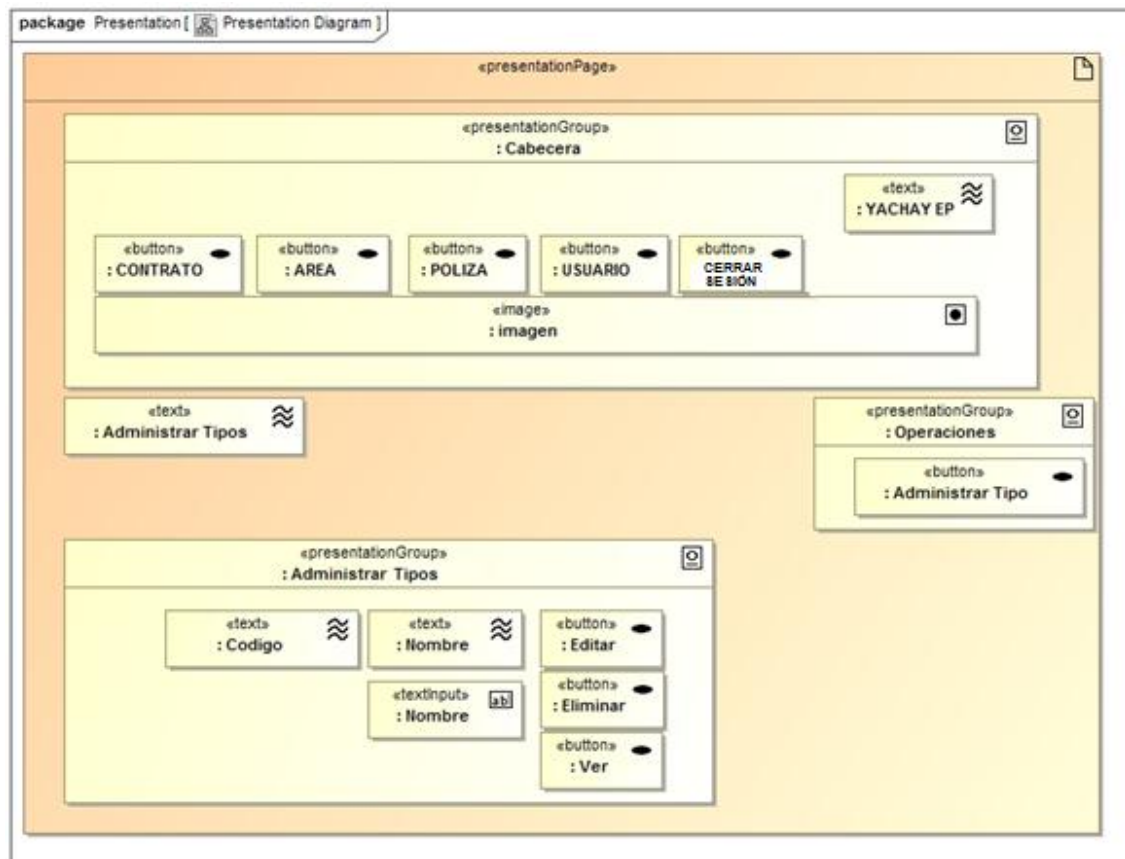 package Presentation [ Presentation Diagram ]
«presentationPage»
«presentationGroup»
: Cabecera
«text»
: YACHAY EP
«button»
: CONTRATO
«button»
: AREA
«button»
: POLIZA
«button»
: USUARIO
«button»
CERRAR
SESIÓN
«image»
: imagen
«text»
: Administrar Tipos
«presentationGroup»
: Operaciones
«button»
: Administrar Tipo
«presentationGroup»
: Administrar Tipos
«text»
: Codigo
«text»
: Nombre
«button»
: Editar
«textInput»
ab
: Nombre
«button»
: Eliminar
«button»
: Ver